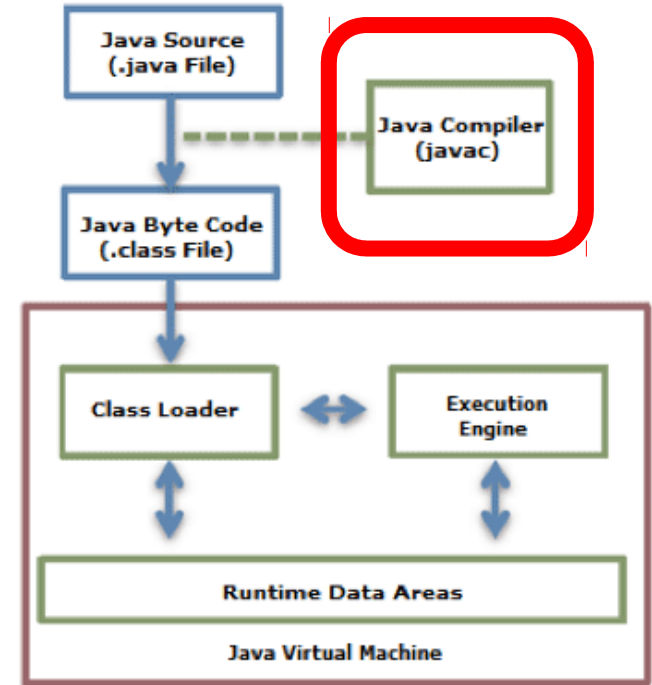 Java Source
(.java File)
Java Compiler
(javac)
Java Byte Code
(.class File)
Class Loader
Execution
Engine
Runtime Data Areas
Java Virtual Machine